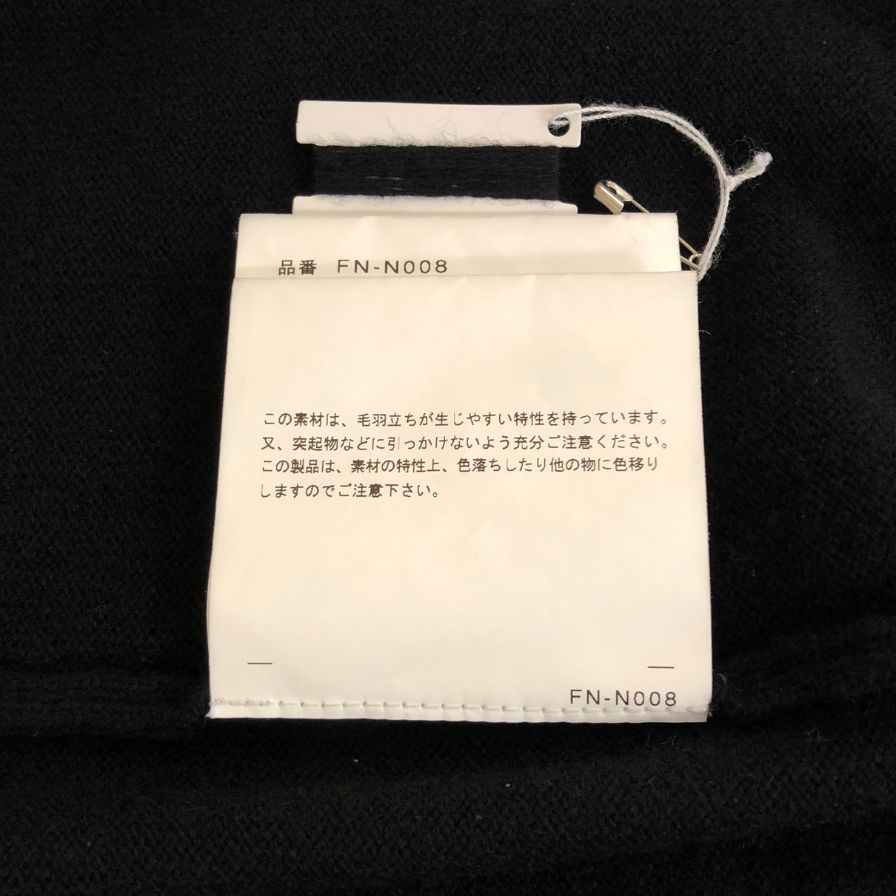 品番 FN-N008
この素材は、毛羽立ちが生じやすい特性を持っています。
又、突起物などに引っかけないよう充分ご注意ください。
この製品は、素材の特性上、色落ちしたり他の物に色移り
しますのでご注意下さい。
FN-N008